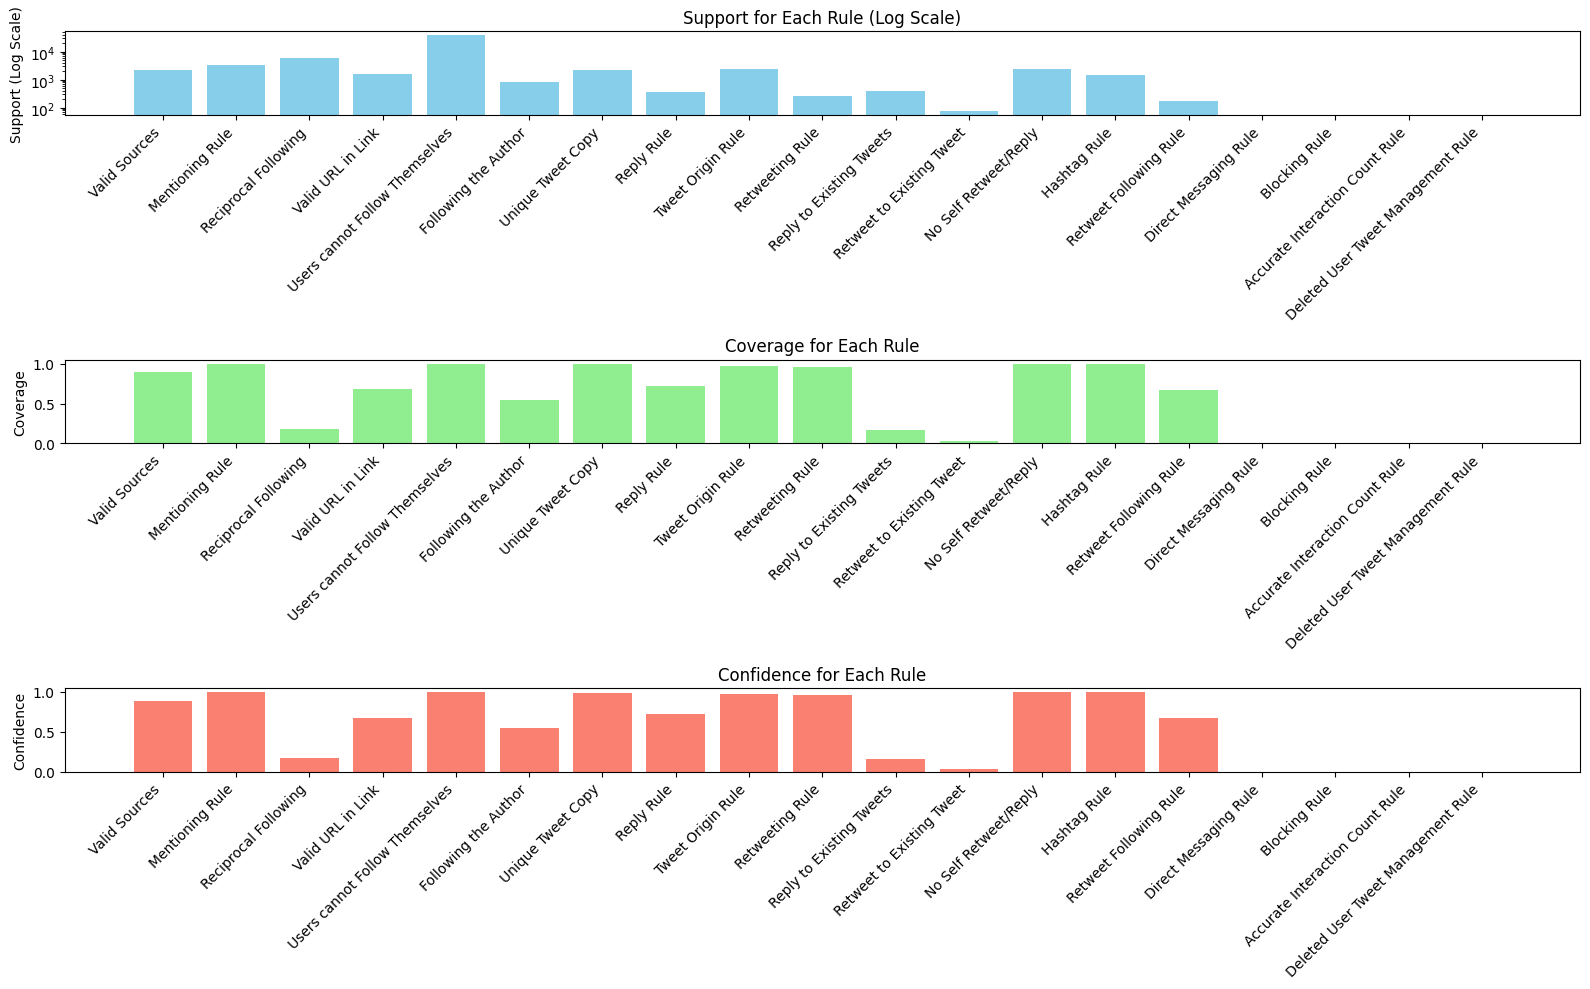 Support for Each Rule (Log Scale)
Support (Log Scale)
10^4
10^3
10^2
Valid Sources
Mentioning Rule
Reciprocal Following
Valid URL in Link
Users cannot Follow Themselves
Following the Author
Unique Tweet Copy
Reply Rule
Tweet Origin Rule
Retweeting Rule
Reply to Existing Tweets
Retweet to Existing Tweet
No Self Retweet/Reply
Hashtag Rule
Retweet Following Rule
Direct Messaging Rule
Blocking Rule
Accurate Interaction Count Rule
Deleted User Tweet Management Rule
Coverage for Each Rule
Coverage
1.0
0.5
0.0
Valid Sources
Mentioning Rule
Reciprocal Following
Valid URL in Link
Users cannot Follow Themselves
Following the Author
Unique Tweet Copy
Reply Rule
Tweet Origin Rule
Retweeting Rule
Reply to Existing Tweets
Retweet to Existing Tweet
No Self Retweet/Reply
Hashtag Rule
Retweet Following Rule
Direct Messaging Rule
Blocking Rule
Accurate Interaction Count Rule
Deleted User Tweet Management Rule
Confidence for Each Rule
Confidence
1.0
0.5
0.0
Valid Sources
Mentioning Rule
Reciprocal Following
Valid URL in Link
Users cannot Follow Themselves
Following the Author
Unique Tweet Copy
Reply Rule
Tweet Origin Rule
Retweeting Rule
Reply to Existing Tweets
Retweet to Existing Tweet
No Self Retweet/Reply
Hashtag Rule
Retweet Following Rule
Direct Messaging Rule
Blocking Rule
Accurate Interaction Count Rule
Deleted User Tweet Management Rule